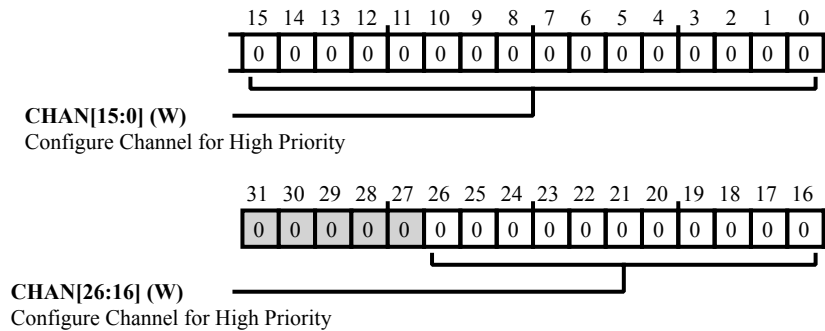 15 14 13 12 11 10 9 8 7 6 5 4 3 2 1 0
0 0 0 0 0 0 0 0 0 0 0 0 0 0 0 0
CHAN[15:0] (W)
Configure Channel for High Priority
31 30 29 28 27 26 25 24 23 22 21 20 19 18 17 16
0 0 0 0 0 0 0 0 0 0 0 0 0 0 0 0
CHAN[26:16] (W)
Configure Channel for High Priority